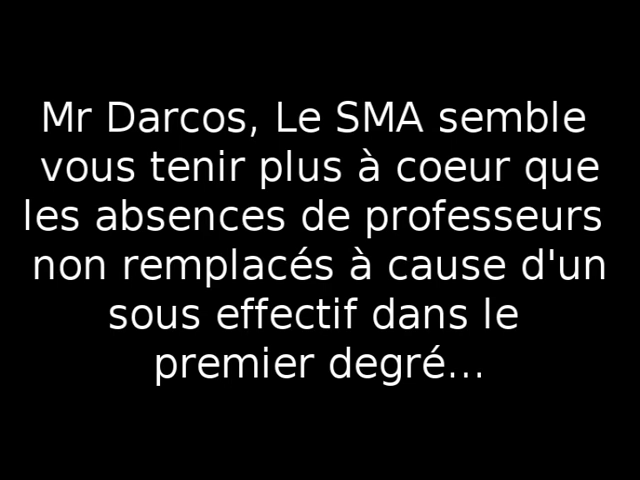 Mr Darcos, Le SMA semble
vous tenir plus à coeur que
les absences de professeurs
non remplacés à cause d'un
sous effectif dans le
premier degré...